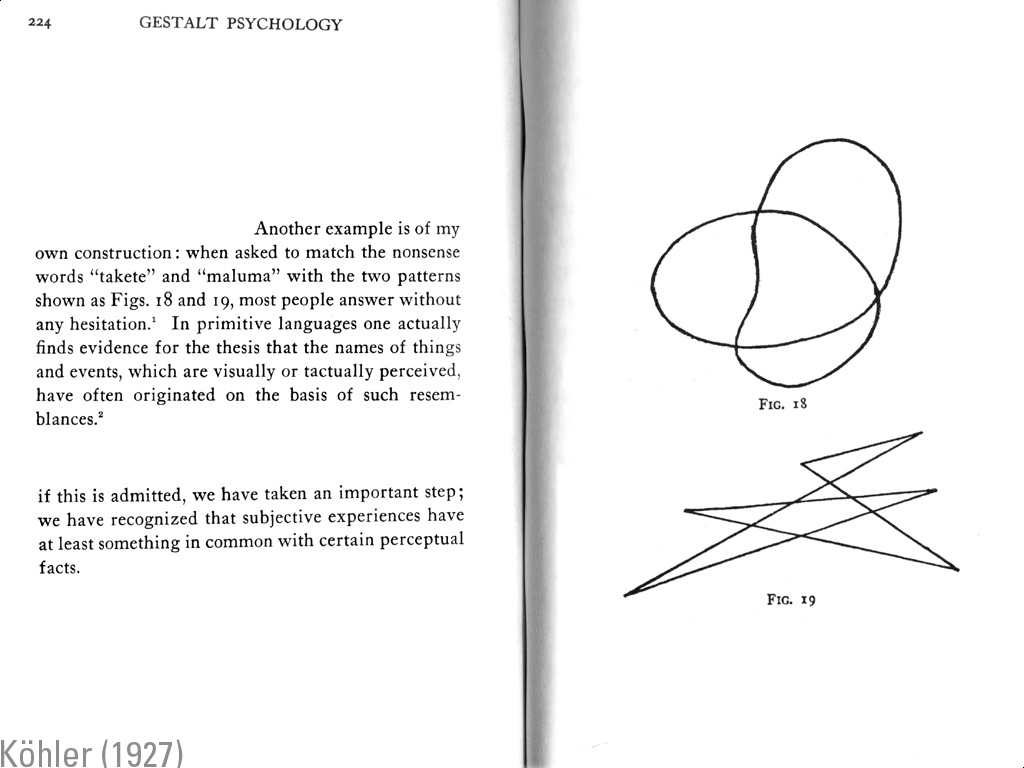 224 GESTALT PSYCHOLOGY
Another example is of my
own construction: when asked to match the nonsense
words “takete” and “maluma” with the two patterns
shown as Figs. 18 and 19, most people answer without
any hesitation.¹ In primitive languages one actually
finds evidence for the thesis that the names of things
and events, which are visually or tactually perceived,
have often originated on the basis of such resem-
blances.²
if this is admitted, we have taken an important step;
we have recognized that subjective experiences have
at least something in common with certain perceptual
facts.
FIG. 18
FIG. 19
Köhler (1927)